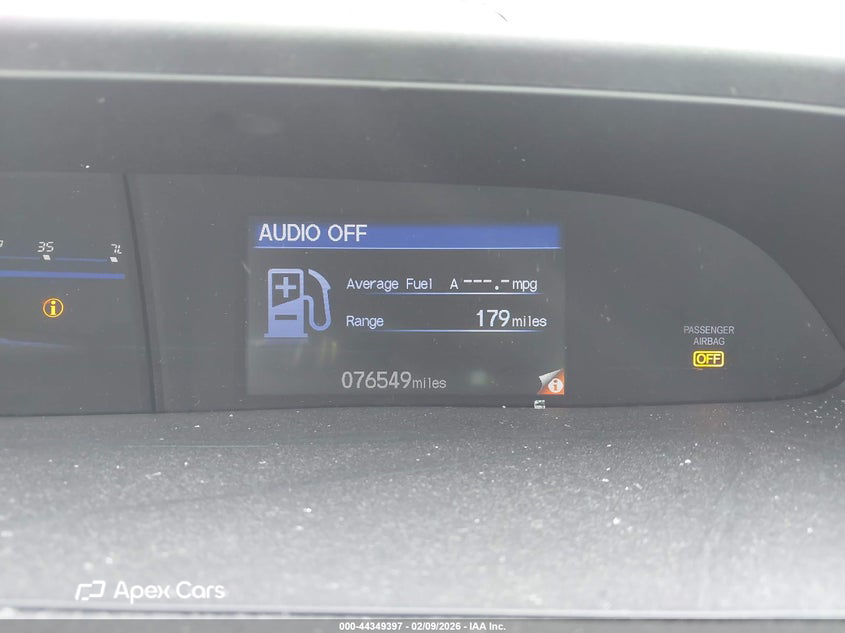 35
AUDIO OFF
Average Fuel A ---.- mpg
Range 179 miles
076549 miles
PASSENGER
AIRBAG
OFF
Apex Cars
000-44349397 - 02/09/2026 - IAA Inc.